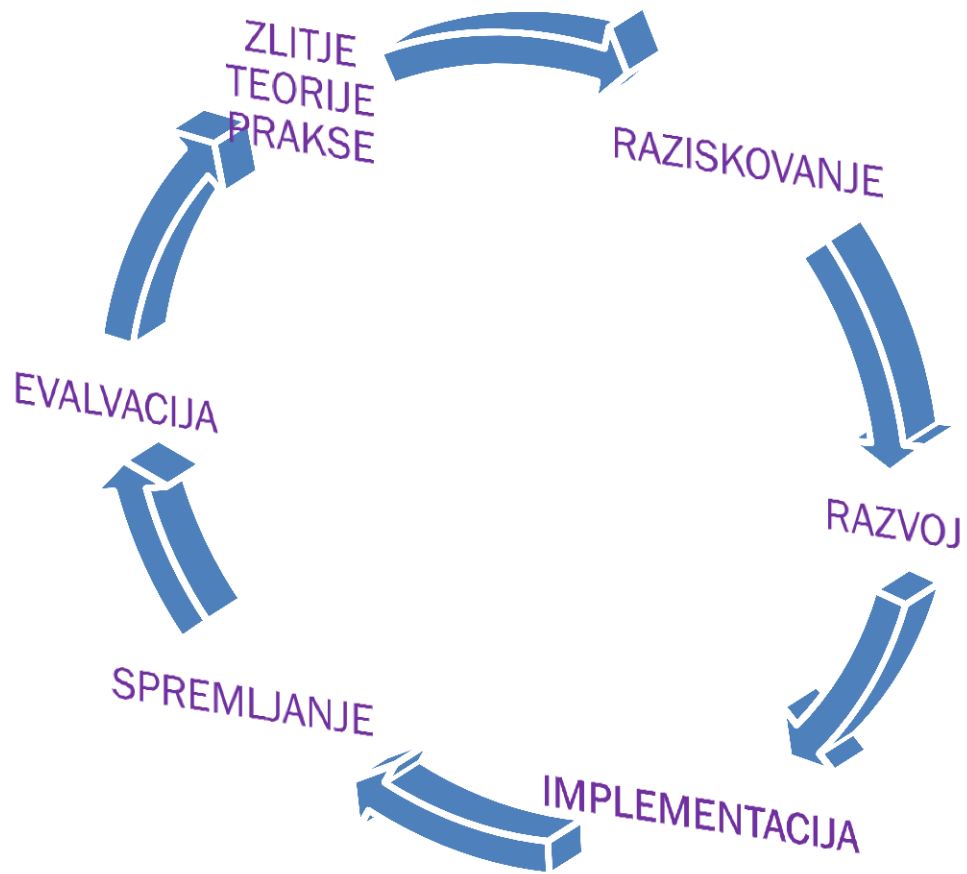 ZLITJE
TEORIJE
PRAKSE
RAZISKOVANJE
RAZVOJ
IMPLEMENTACIJA
SPREMLJANJE
EVALVACIJA